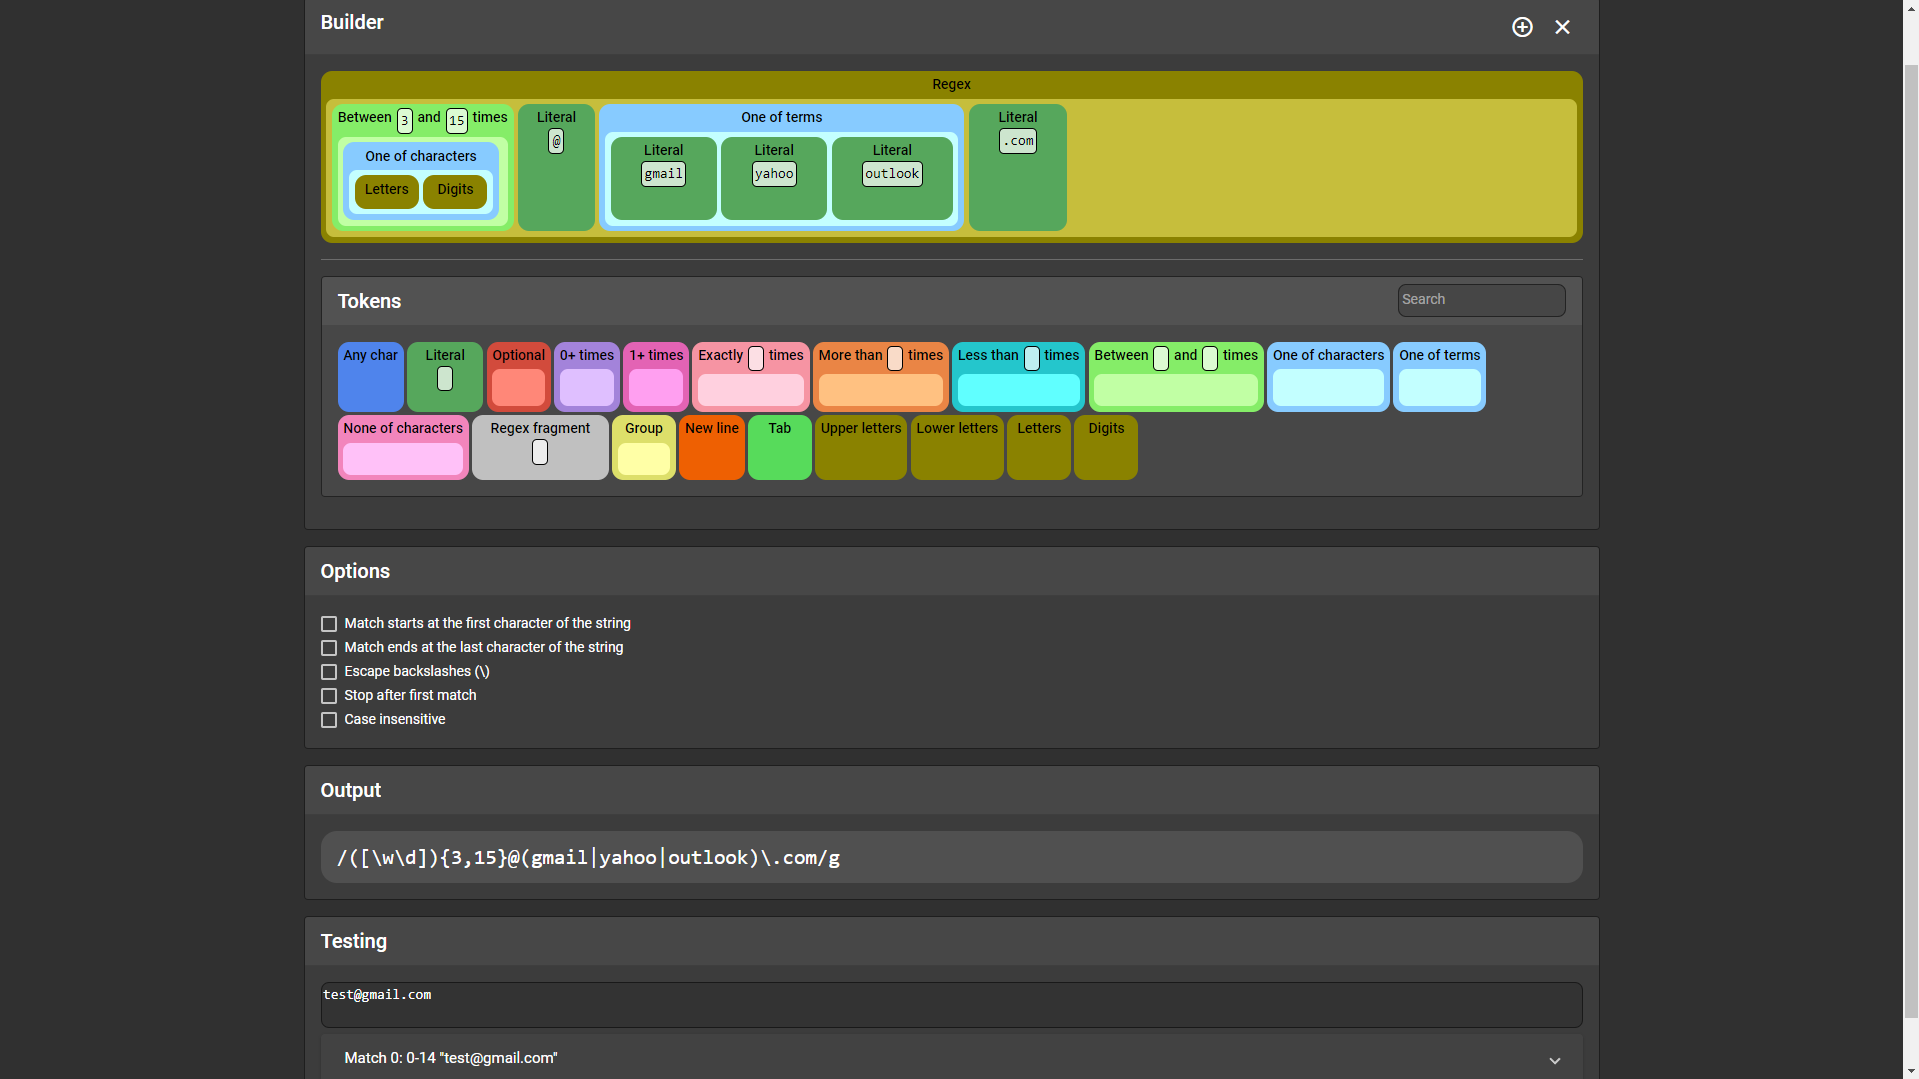 Builder
Regex
Between 3 and 15 times
Literal
@
One of terms
Literal
.com
One of characters
Letters Digits
Literal
gmail
Literal
yahoo
Literal
outlook
Tokens
Search
Any char Literal Optional 0+ times 1+ times Exactly times More than times Less than times Between and times One of characters One of terms
None of characters Regex fragment Group New line Tab Upper letters Lower letters Letters Digits
Options
Match starts at the first character of the string
Match ends at the last character of the string
Escape backslashes (\)
Stop after first match
Case insensitive
Output
/([\w\d]){3,15}@(gmail|yahoo|outlook)\.com/g
Testing
test@gmail.com
Match 0: 0-14 "test@gmail.com"